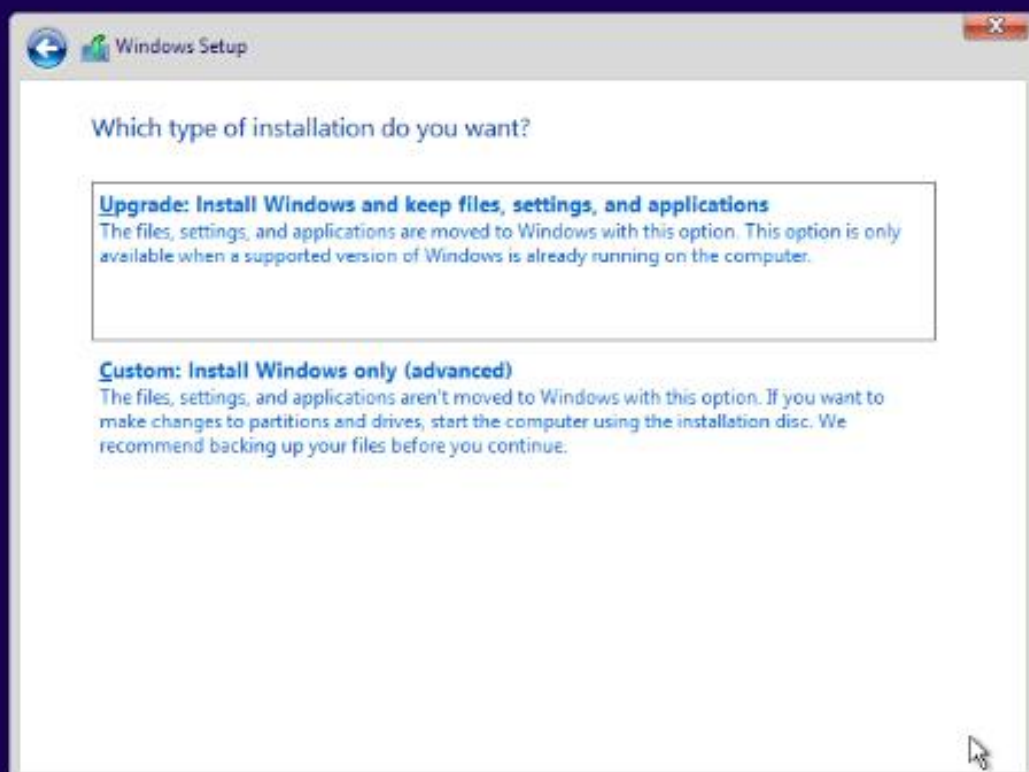 Windows Setup
Which type of installation do you want?
Upgrade: Install Windows and keep files, settings, and applications
The files, settings, and applications are moved to Windows with this option. This option is only
available when a supported version of Windows is already running on the computer.
Custom: Install Windows only (advanced)
The files, settings, and applications aren't moved to Windows with this option. If you want to
make changes to partitions and drives, start the computer using the installation disc. We
recommend backing up your files before you continue.